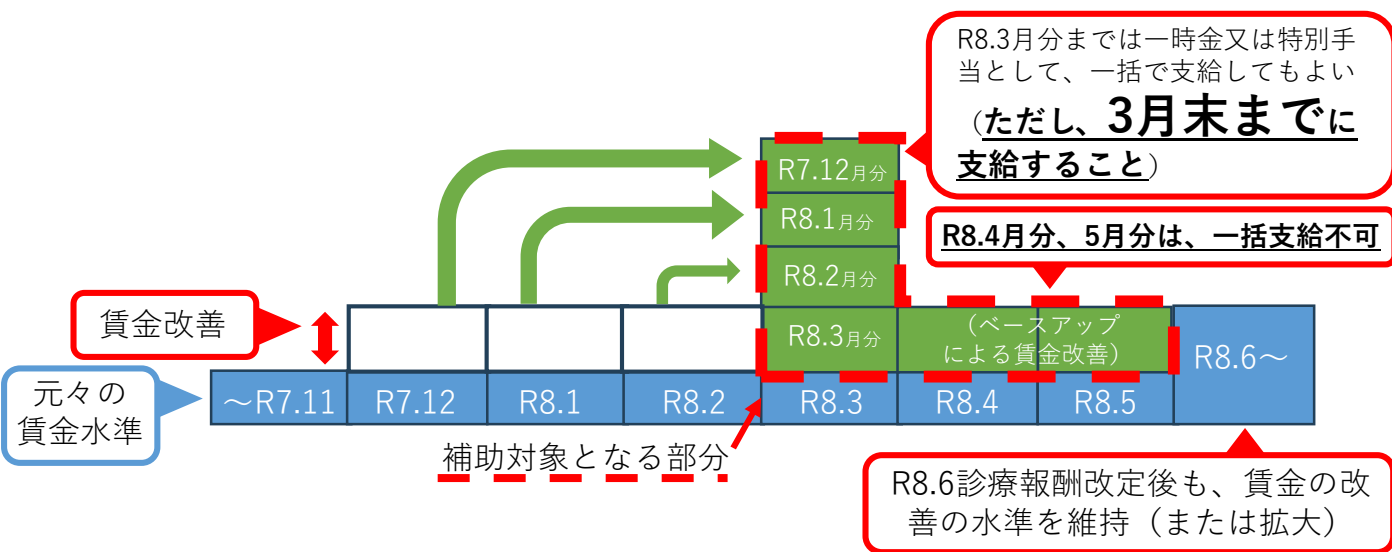 R8.3月分までは一時金又は特別手
当として、一括で支給してもよい
（ただし、3月末までに
支給すること）
R7.12月分
R8.1月分
R8.4月分、5月分は、一括支給不可
R8.2月分
賃金改善
R8.3月分
（ベースアップ
による賃金改善）
R8.6～
元々の
賃金水準
～R7.11
R7.12
R8.1
R8.2
R8.3
R8.4
R8.5
補助対象となる部分
R8.6診療報酬改定後も、賃金の改
善の水準を維持（または拡大）